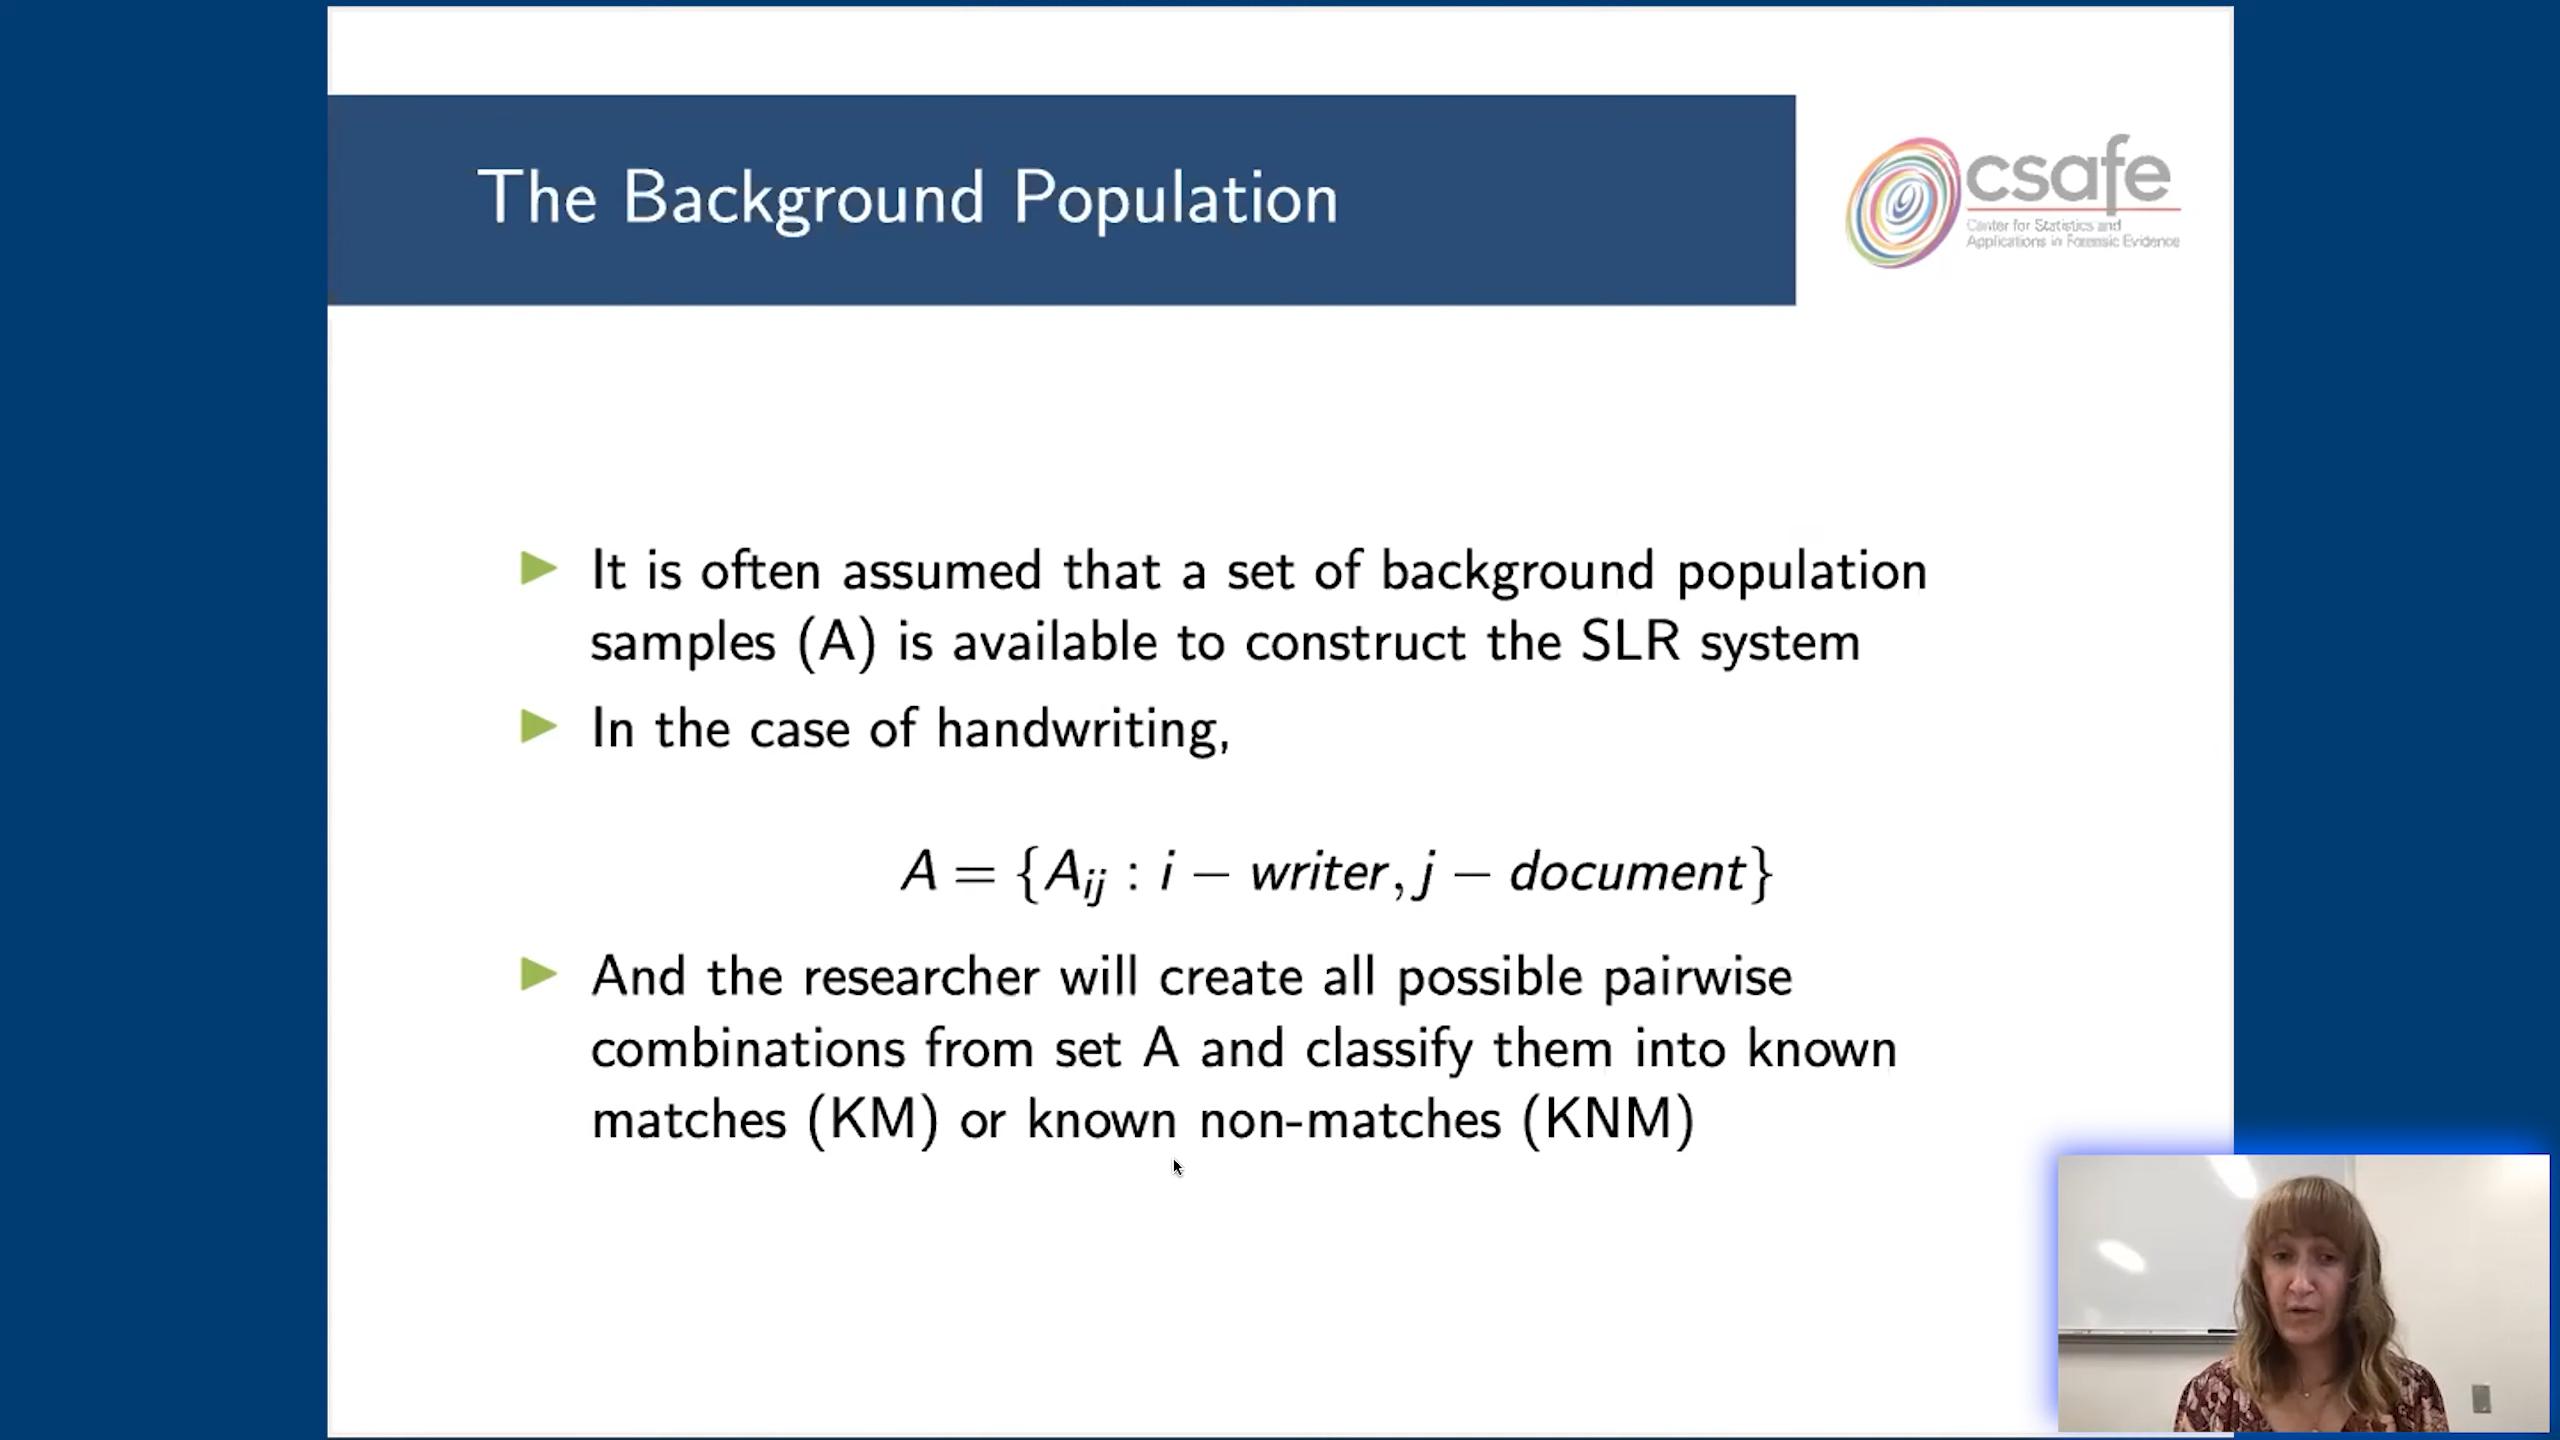 The Background Population
csafe
Center for Statistics and
Applications in Forensic Evidence
It is often assumed that a set of background population
samples (A) is available to construct the SLR system
In the case of handwriting,
A = {A_ij : i − writer, j − document}
And the researcher will create all possible pairwise
combinations from set A and classify them into known
matches (KM) or known non-matches (KNM)